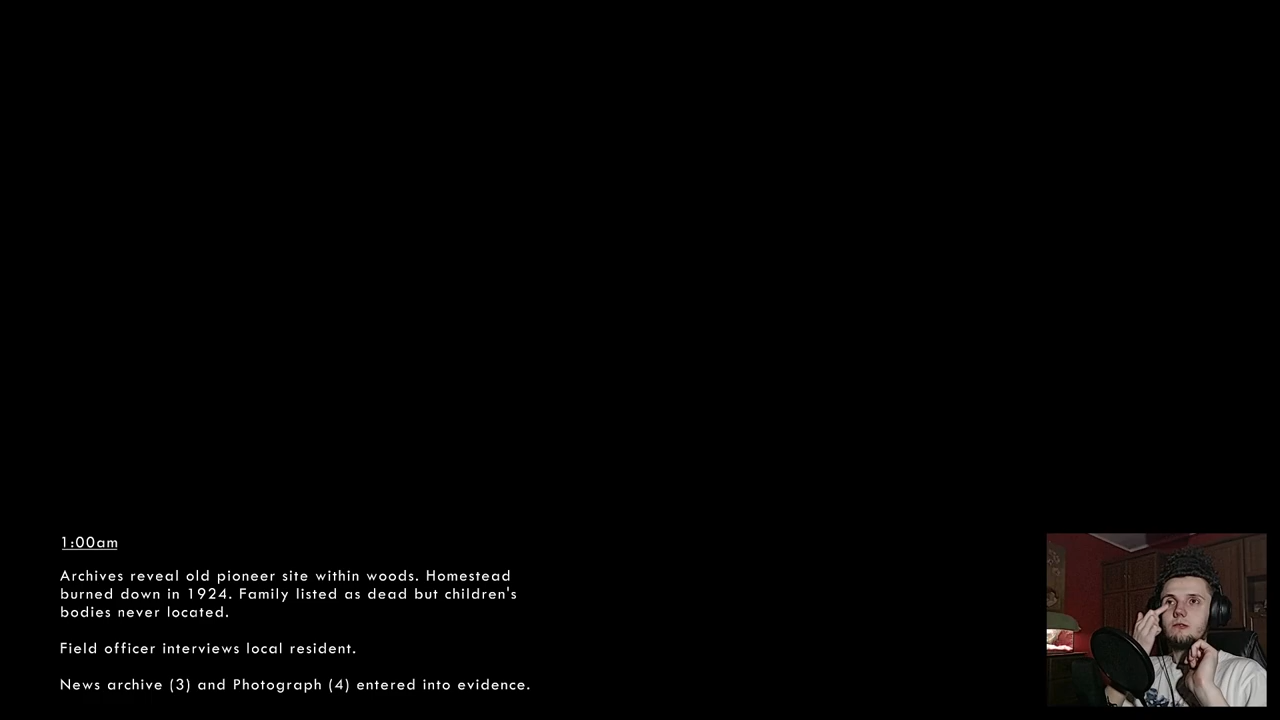 1:00am
Archives reveal old pioneer site within woods. Homestead
burned down in 1924. Family listed as dead but children's
bodies never located.
Field officer interviews local resident.
News archive (3) and Photograph (4) entered into evidence.